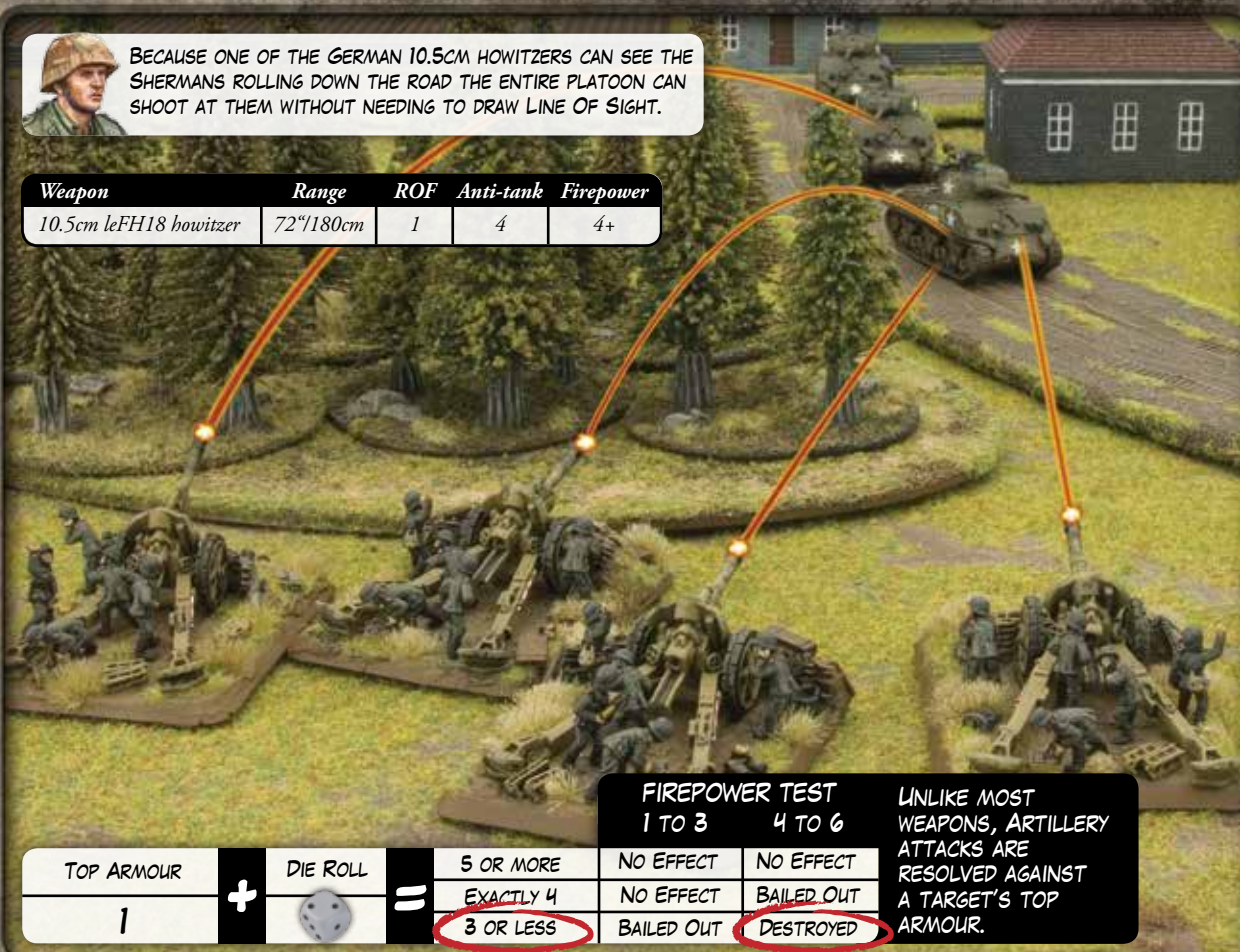 BECAUSE ONE OF THE GERMAN 10.5CM HOWITZERS CAN SEE THE
SHERMANS ROLLING DOWN THE ROAD THE ENTIRE PLATOON CAN
SHOOT AT THEM WITHOUT NEEDING TO DRAW LINE OF SIGHT.
Weapon Range ROF Anti-tank Firepower
10.5cm leFH18 howitzer 72“/180cm 1 4 4+
FIREPOWER TEST
1 TO 3 4 TO 6
TOP ARMOUR + DIE ROLL = 5 OR MORE NO EFFECT NO EFFECT
EXACTLY 4 NO EFFECT BAILED OUT
1 3 OR LESS BAILED OUT DESTROYED
UNLIKE MOST
WEAPONS, ARTILLERY
ATTACKS ARE
RESOLVED AGAINST
A TARGET'S TOP
ARMOUR.